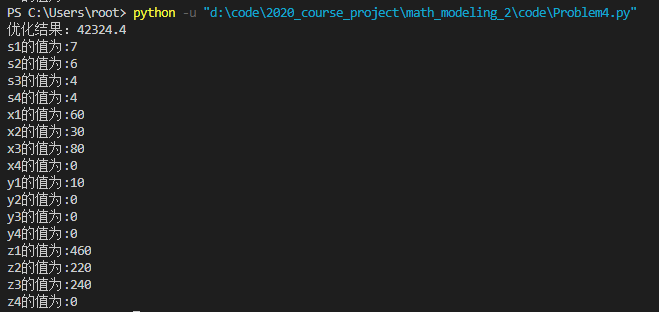 PS C:\Users\root> python -u "d:\code\2020_course_project\math_modeling_2\code\Problem4.py"
优化结果: 42324.4
s1的值为:7
s2的值为:6
s3的值为:4
s4的值为:4
x1的值为:60
x2的值为:30
x3的值为:80
x4的值为:0
y1的值为:10
y2的值为:0
y3的值为:0
y4的值为:0
z1的值为:460
z2的值为:220
z3的值为:240
z4的值为:0